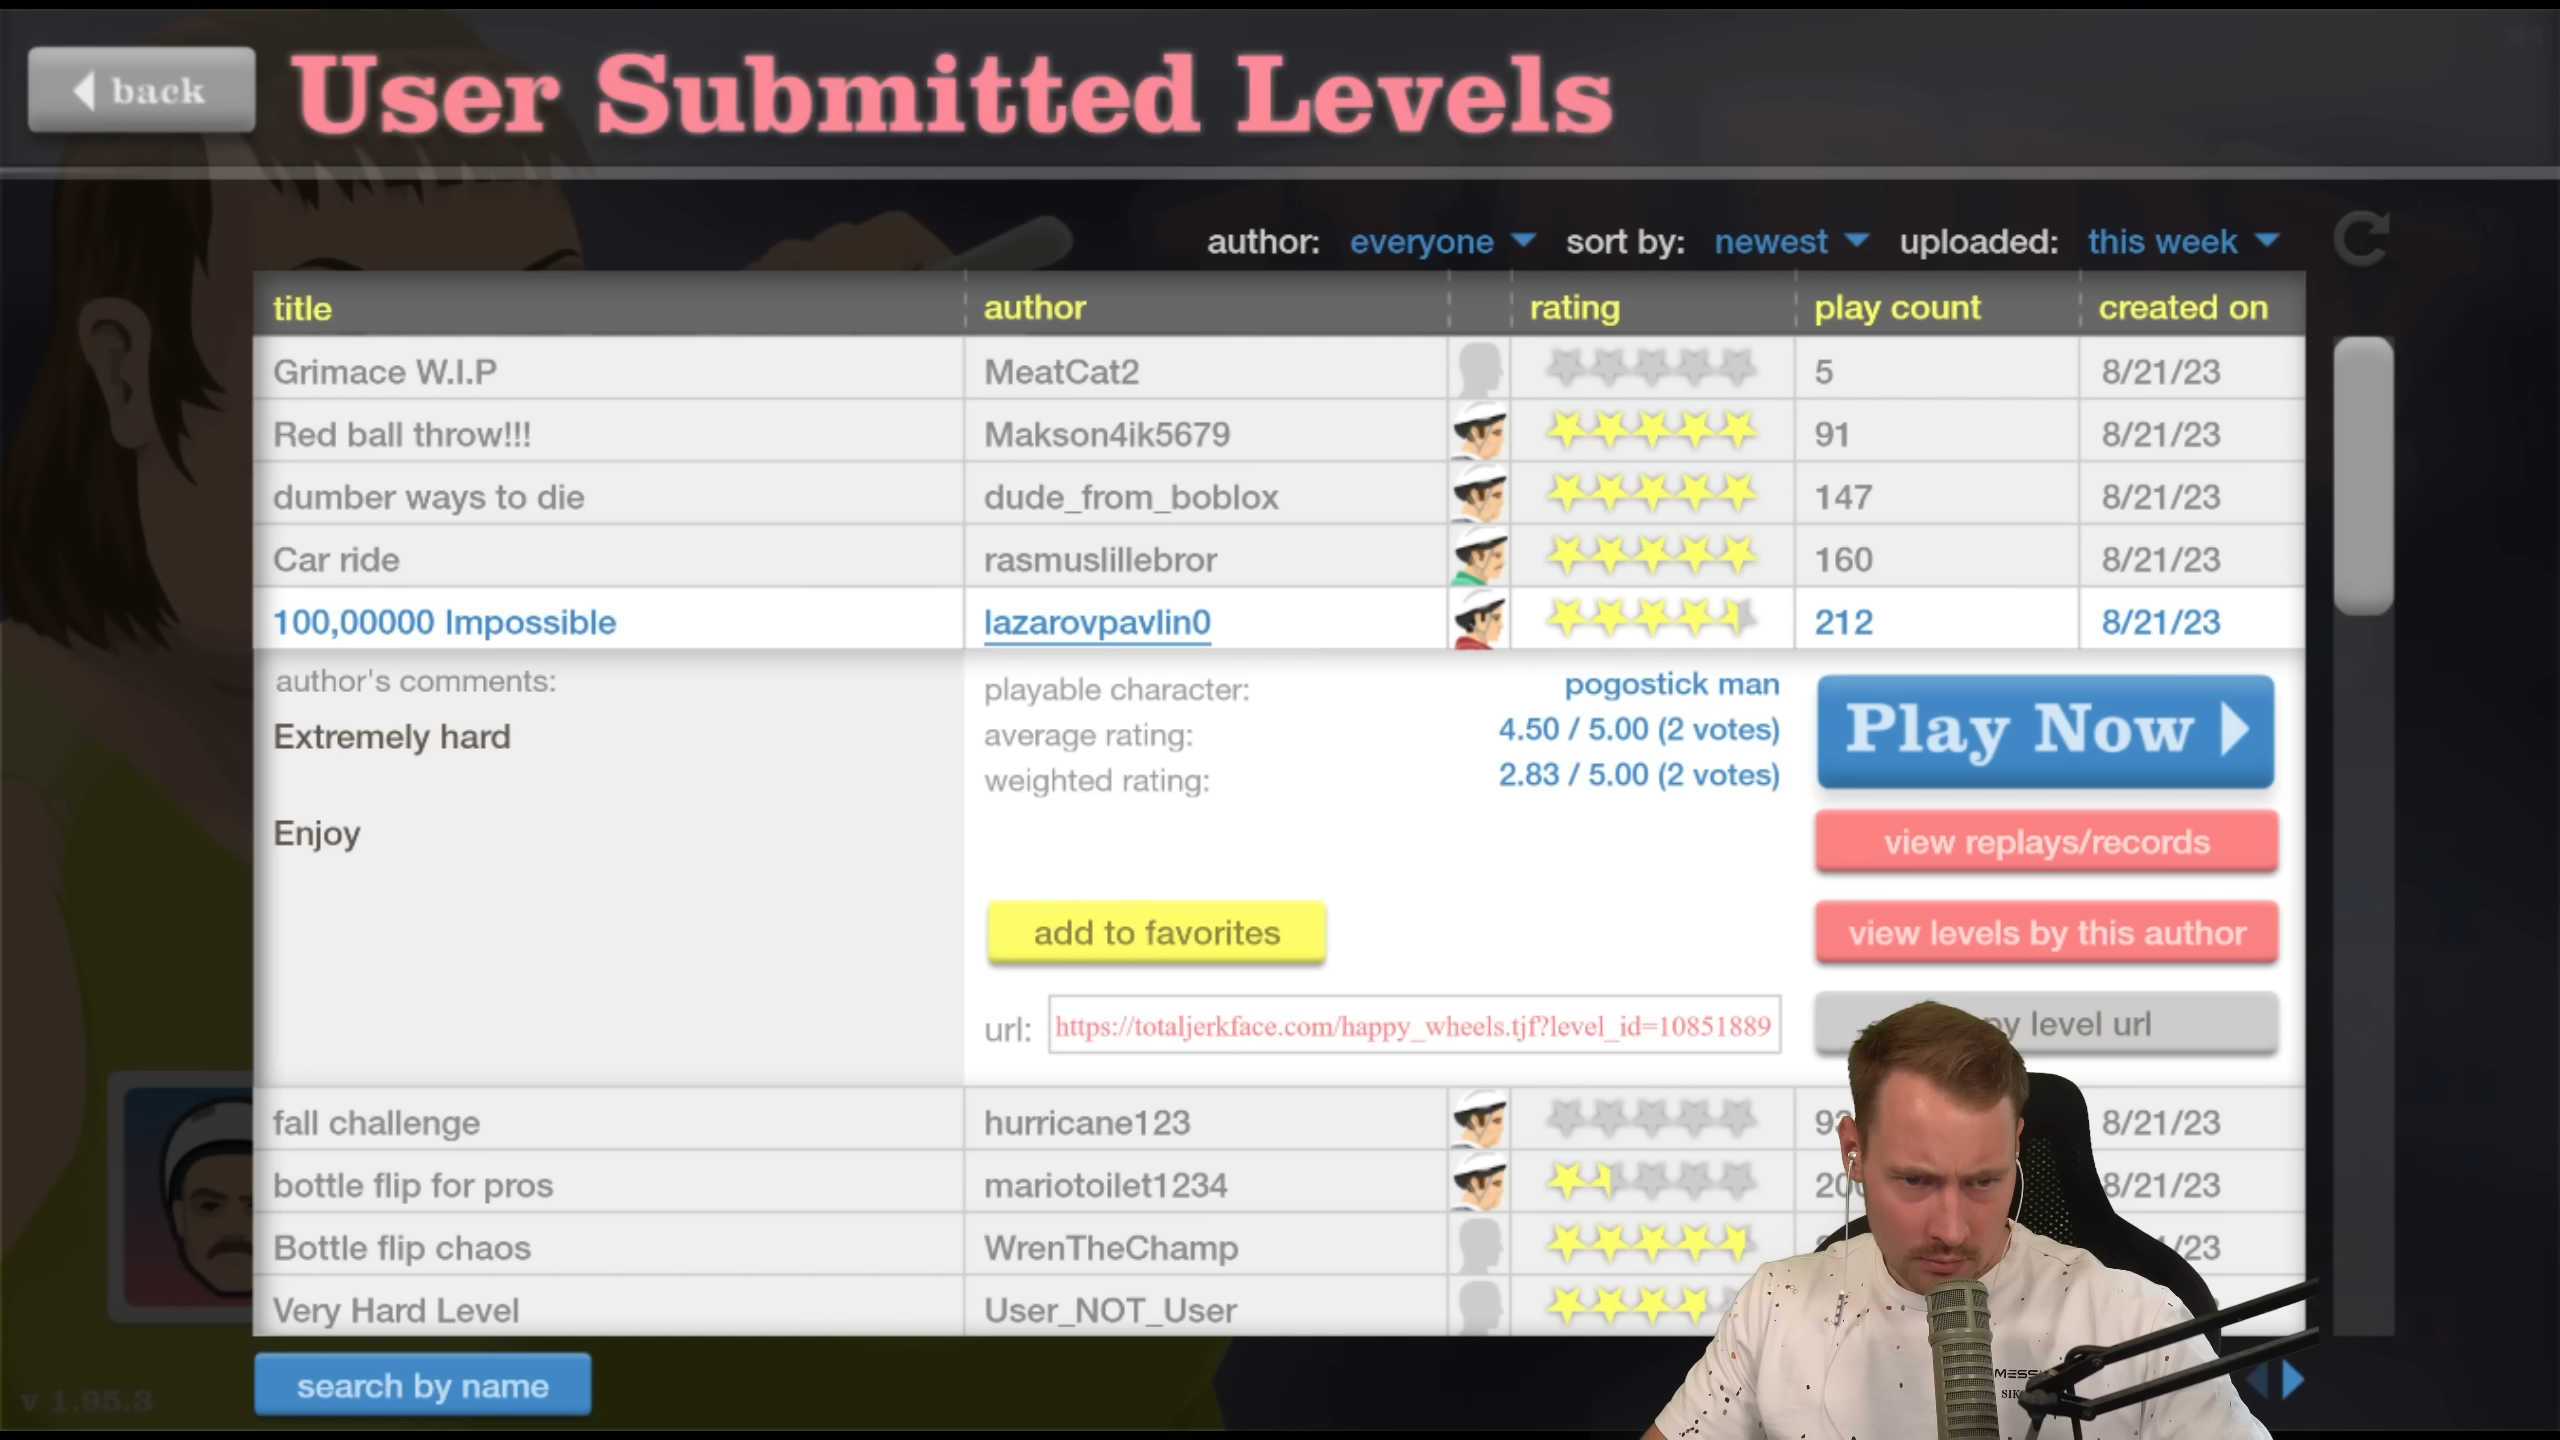 back
User Submitted Levels
author: everyone sort by: newest uploaded: this week
title author rating play count created on
Grimace W.I.P MeatCat2 5 8/21/23
Red ball throw!!! Makson4ik5679 91 8/21/23
dumber ways to die dude_from_boblox 147 8/21/23
Car ride rasmuslillebror 160 8/21/23
100,00000 Impossible lazarovpavlin0 212 8/21/23
author's comments:
Extremely hard
Enjoy
playable character: pogostick man
average rating: 4.50 / 5.00 (2 votes)
weighted rating: 2.83 / 5.00 (2 votes)
Play Now
view replays/records
add to favorites
view levels by this author
url: https://totaljerkface.com/happy_wheels.tjf?level_id=10851889
level url
fall challenge hurricane123 8/21/23
bottle flip for pros mariotoilet1234 8/21/23
Bottle flip chaos WrenTheChamp
Very Hard Level User_NOT_User
search by name
v 1.95.3